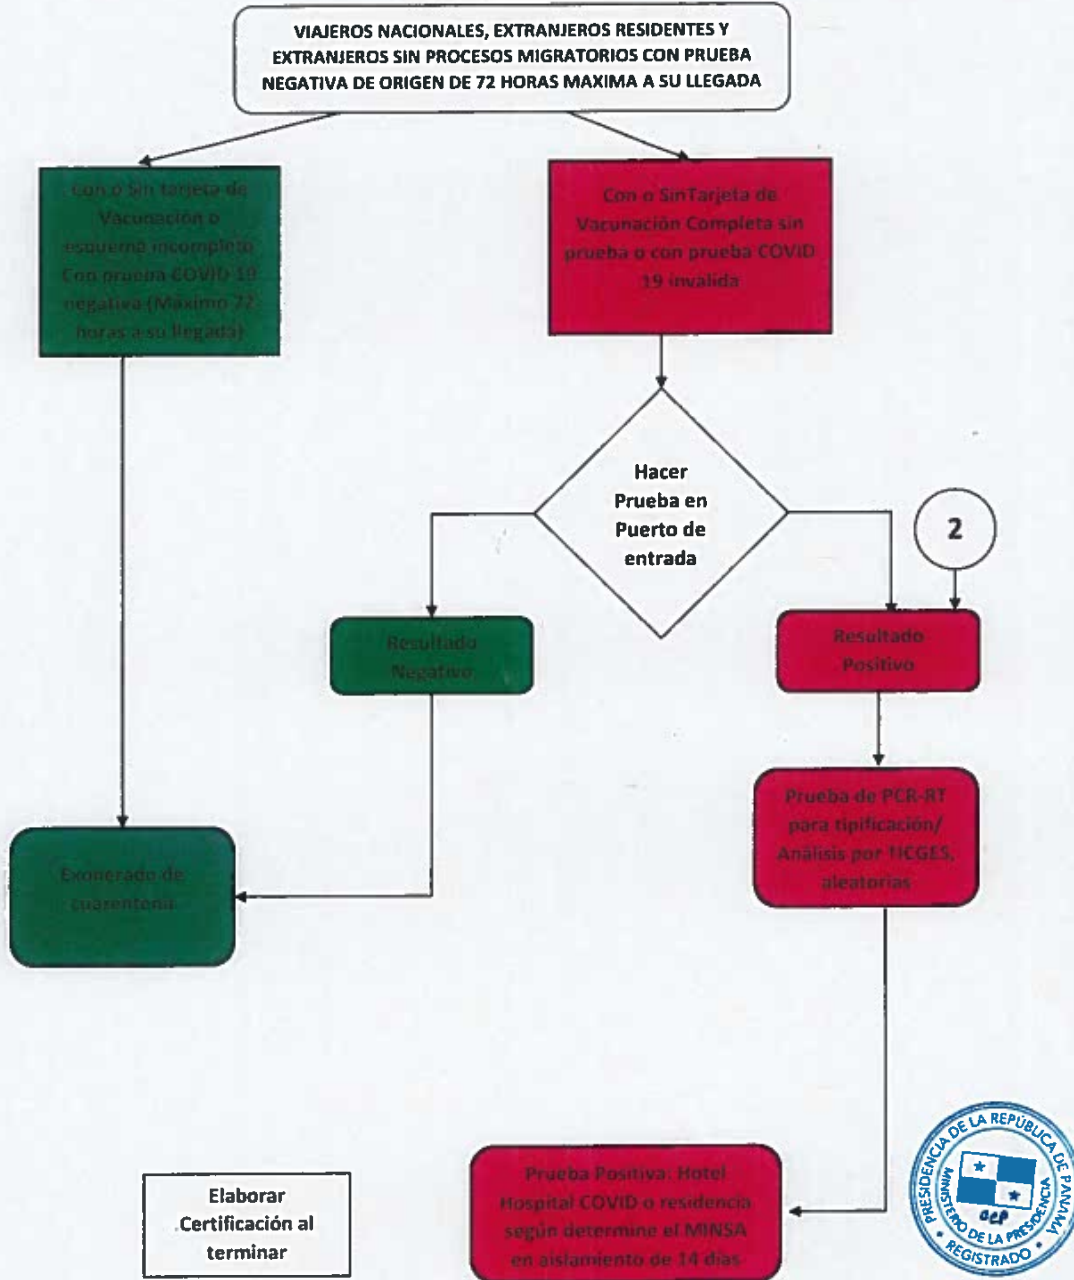 VIAJEROS NACIONALES, EXTRANJEROS RESIDENTES Y
EXTRANJEROS SIN PROCESOS MIGRATORIOS CON PRUEBA
NEGATIVA DE ORIGEN DE 72 HORAS MAXIMA A SU LLEGADA
Con o Sin tarjeta de
Vacunación o
esquema incompleto
Con prueba COVID 19
negativa (Máximo 72
horas a su llegada)
Con o SinTarjeta de
Vacunación Completa sin
prueba o con prueba COVID
19 invalida
Hacer
Prueba en
Puerto de
entrada
2
Resultado
Negativo
Resultado
Positivo
Prueba de PCR-RT
para tipificación/
Análisis por TICGES,
aleatorias
Exonerado de
cuarentena
Elaborar
Certificación al
terminar
Prueba Positiva: Hotel
Hospital COVID o residencia
según determine el MINSA
en aislamiento de 14 días
PRESIDENCIA DE LA REPÚBLICA DE PANAMÁ
MINISTERIO DE LA PRESIDENCIA
REGISTRADO